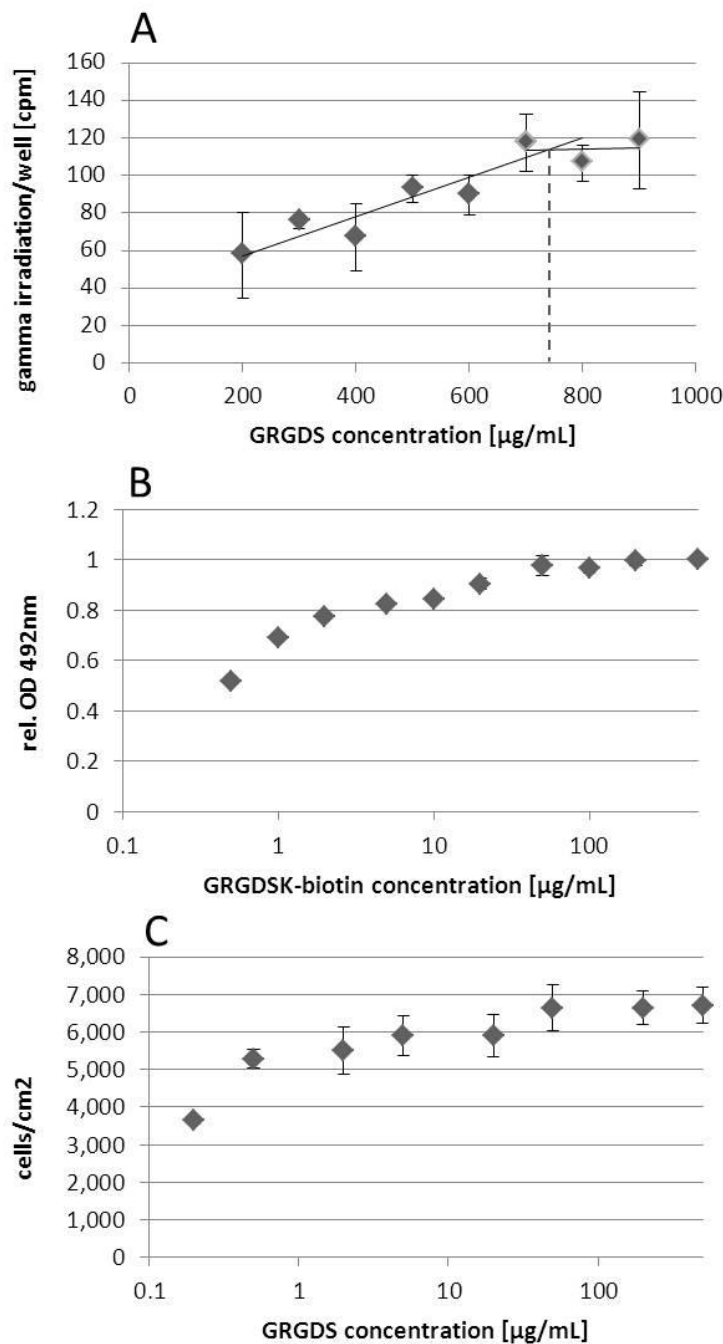 A
gamma irradiation/well [cpm]
160
140
120
100
80
60
40
20
0
0 200 400 600 800 1000
GRGDS concentration [µg/mL]
B
rel. OD 492nm
1.2
1
0.8
0.6
0.4
0.2
0
0.1 1 10 100
GRGDSK-biotin concentration [µg/mL]
C
cells/cm2
8,000
7,000
6,000
5,000
4,000
3,000
2,000
1,000
0
0.1 1 10 100
GRGDS concentration [µg/mL]